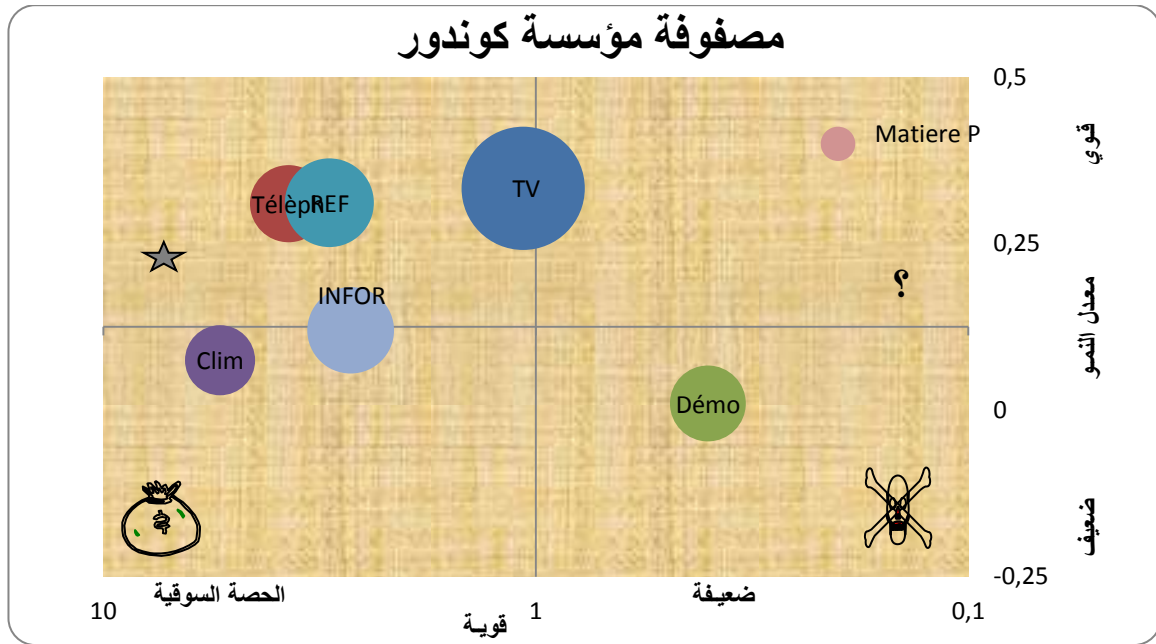 مصفوفة مؤسسة كوندور
0,5
قوي
Matiere P
TV
Télèph
REF
0,25
؟
معدل النمو
INFOR
Clim
Démo
0
ضعيف
-0,25
10
الحصة السوقية
قويـة
1
ضعيفة
0,1